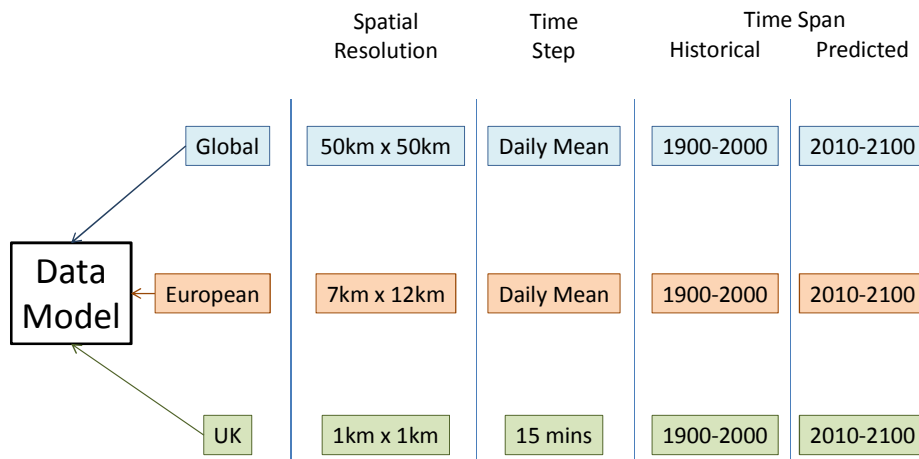 Spatial Resolution
Time Step
Time Span
Historical Predicted
Global 50km x 50km Daily Mean 1900-2000 2010-2100
Data Model
European 7km x 12km Daily Mean 1900-2000 2010-2100
UK 1km x 1km 15 mins 1900-2000 2010-2100